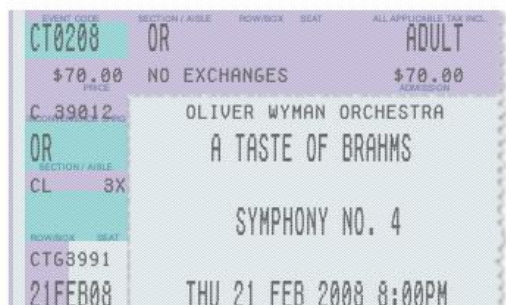 EVENT CODE SECTION / AISLE ROW/BOX SEAT ALL APPLICABLE TAX INCL.
CT0208 OR ADULT
$70.00 NO EXCHANGES $70.00
PRICE ADMISSION
C 39012 OLIVER WYMAN ORCHESTRA
OR A TASTE OF BRAHMS
SECTION / AISLE
CL 3X
SYMPHONY NO. 4
ROW/BOX SEAT
CTG3991
21FEB08 THU 21 FEB 2008 8:00PM